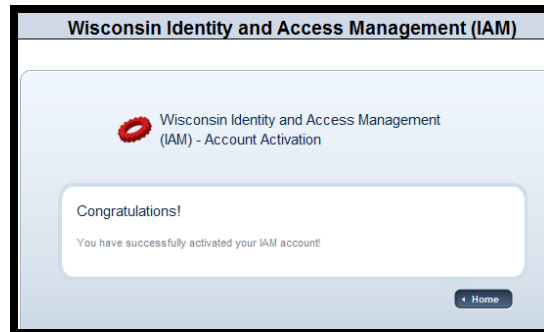 Wisconsin Identity and Access Management (IAM)
Wisconsin Identity and Access Management
(IAM) - Account Activation
Congratulations!
You have successfully activated your IAM account!
Home